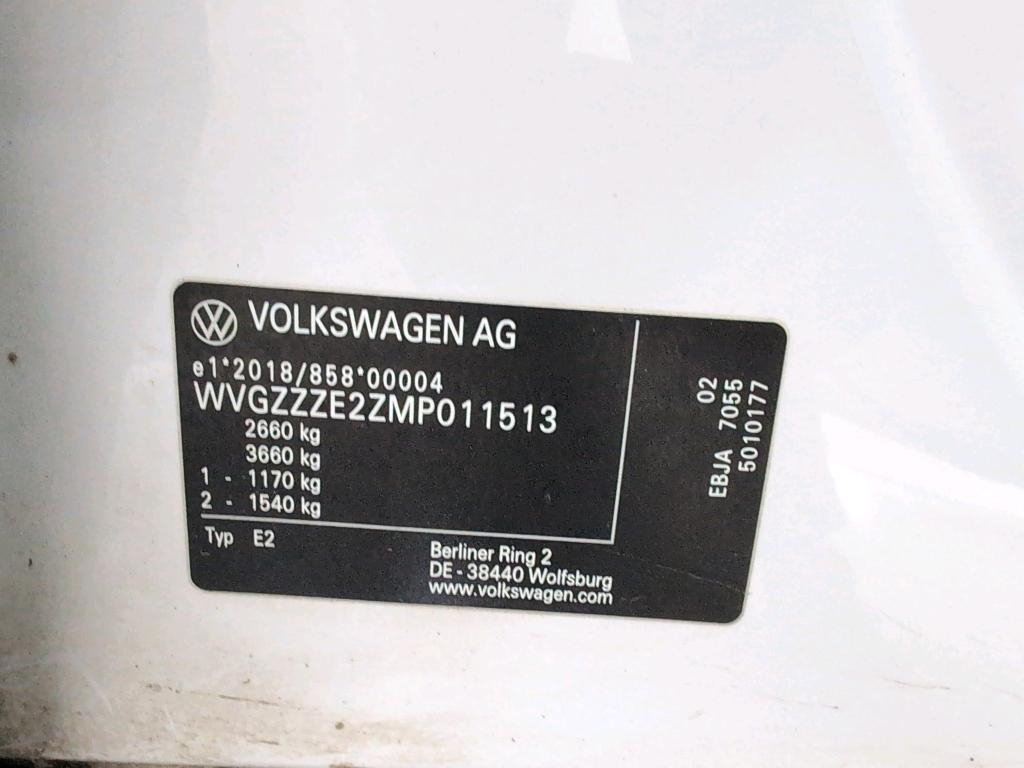 VOLKSWAGEN AG
e1*2018/858*00004
WVGZZZE2ZMP011513
2660 kg
3660 kg
1 - 1170 kg
2 - 1540 kg
Typ E2
Berliner Ring 2
DE - 38440 Wolfsburg
www.volkswagen.com
02
EBJA 7055
5010177